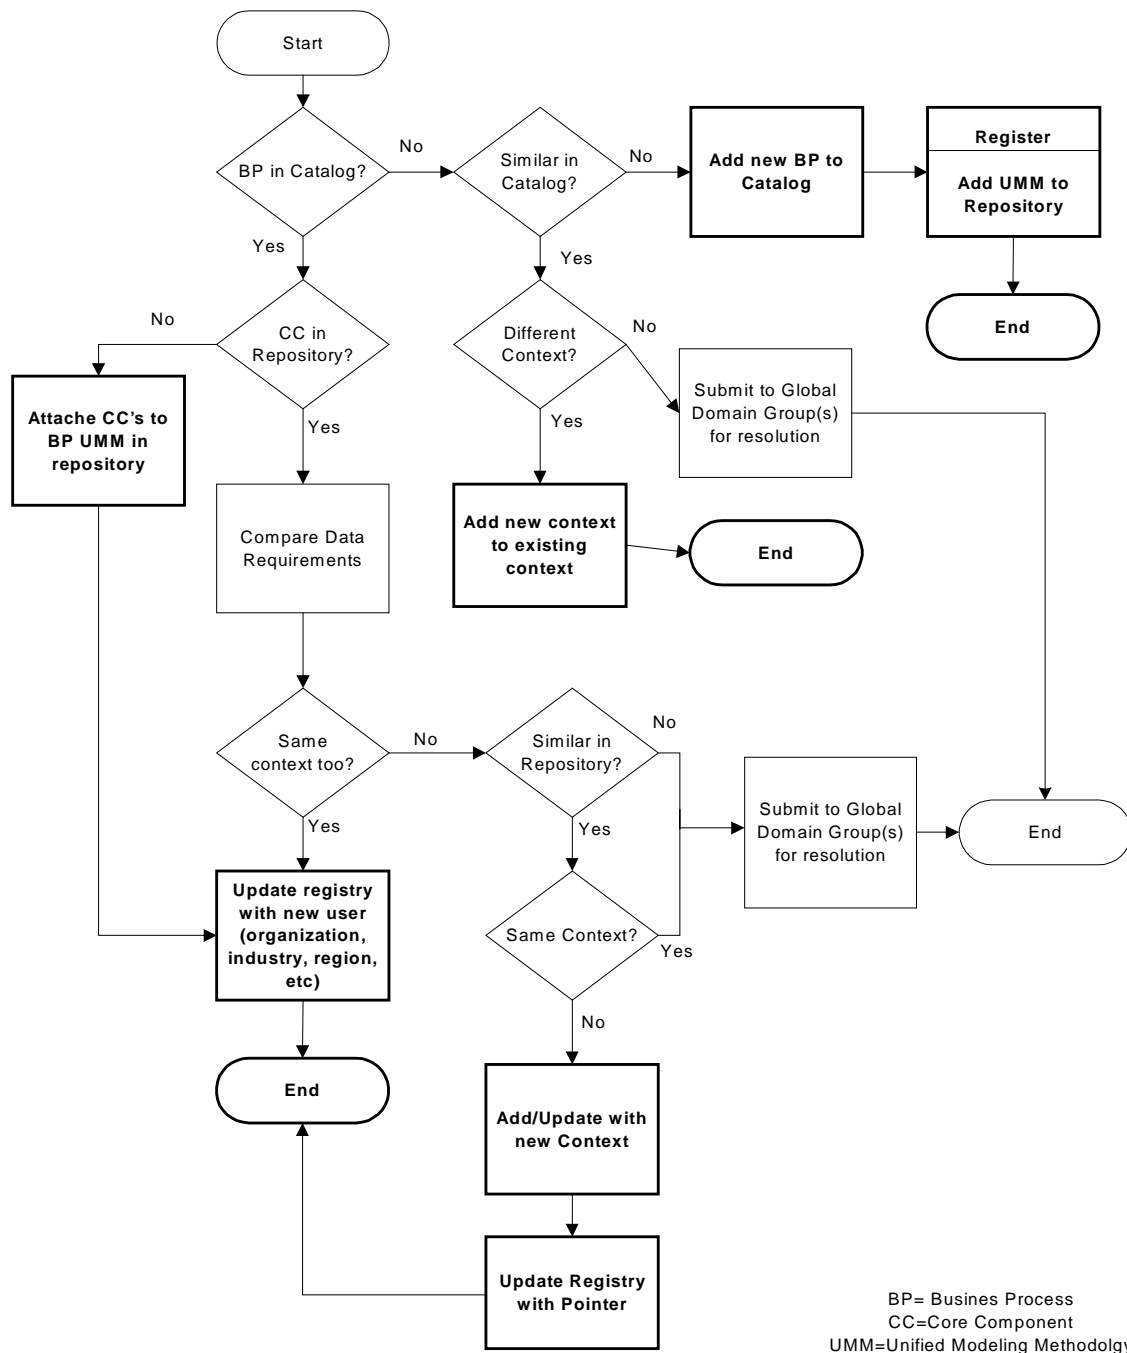 Start
BP in Catalog?
No
Similar in
Catalog?
No
Add new BP to
Catalog
Register
Add UMM to
Repository
Yes
Yes
End
No
CC in
Repository?
Different
Context?
No
Submit to Global
Domain Group(s)
for resolution
Attache CC's to
BP UMM in
repository
Yes
Yes
Compare Data
Requirements
Add new context
to existing
context
End
Same
context too?
No
Similar in
Repository?
No
Yes
Yes
Submit to Global
Domain Group(s)
for resolution
End
Update registry
with new user
(organization,
industry, region,
etc)
Same Context?
Yes
No
End
Add/Update with
new Context
Update Registry
with Pointer
BP= Busines Process
CC=Core Component
UMM=Unified Modeling Methodolgy